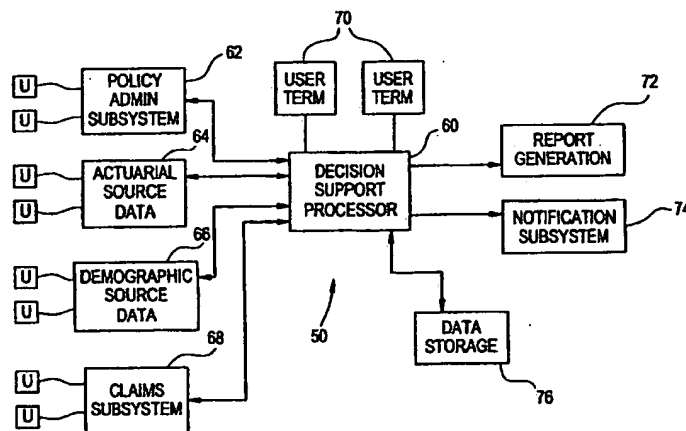 70
62
U
POLICY
ADMIN
SUBSYSTEM
U
USER
TERM
USER
TERM
72
60
REPORT
GENERATION
64
U
ACTUARIAL
SOURCE
DATA
U
DECISION
SUPPORT
PROCESSOR
NOTIFICATION
SUBSYSTEM
74
66
U
DEMOGRAPHIC
SOURCE
DATA
U
50
DATA
STORAGE
76
68
U
CLAIMS
SUBSYSTEM
U